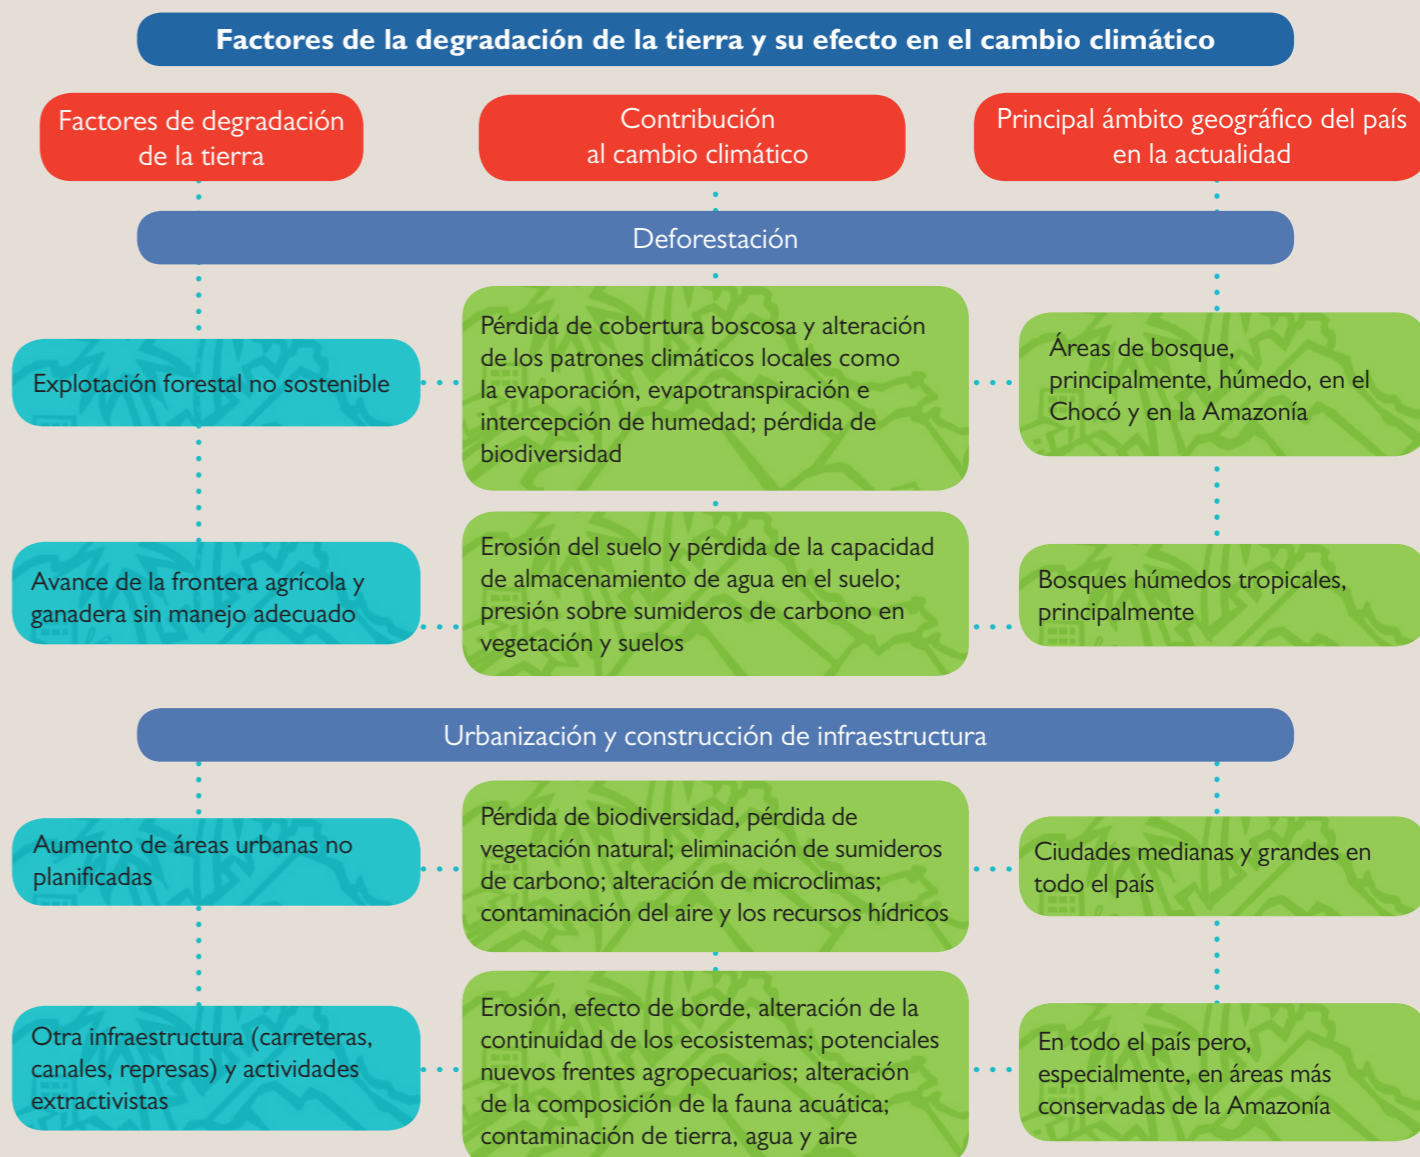 Factores de la degradación de la tierra y su efecto en el cambio climático
Factores de degradación
de la tierra
Contribución
al cambio climático
Principal ámbito geográfico del país
en la actualidad
Deforestación
Explotación forestal no sostenible
Pérdida de cobertura boscosa y alteración
de los patrones climáticos locales como
la evaporación, evapotranspiración e
intercepción de humedad; pérdida de
biodiversidad
Áreas de bosque,
principalmente, húmedo, en el
Chocó y en la Amazonía
Avance de la frontera agrícola y
ganadera sin manejo adecuado
Erosión del suelo y pérdida de la capacidad
de almacenamiento de agua en el suelo;
presión sobre sumideros de carbono en
vegetación y suelos
Bosques húmedos tropicales,
principalmente
Urbanización y construcción de infraestructura
Aumento de áreas urbanas no
planificadas
Pérdida de biodiversidad, pérdida de
vegetación natural; eliminación de sumideros
de carbono; alteración de microclimas;
contaminación del aire y los recursos hídricos
Ciudades medianas y grandes en
todo el país
Otra infraestructura (carreteras,
canales, represas) y actividades
extractivistas
Erosión, efecto de borde, alteración de la
continuidad de los ecosistemas; potenciales
nuevos frentes agropecuarios; alteración
de la composición de la fauna acuática;
contaminación de tierra, agua y aire
En todo el país pero,
especialmente, en áreas más
conservadas de la Amazonía